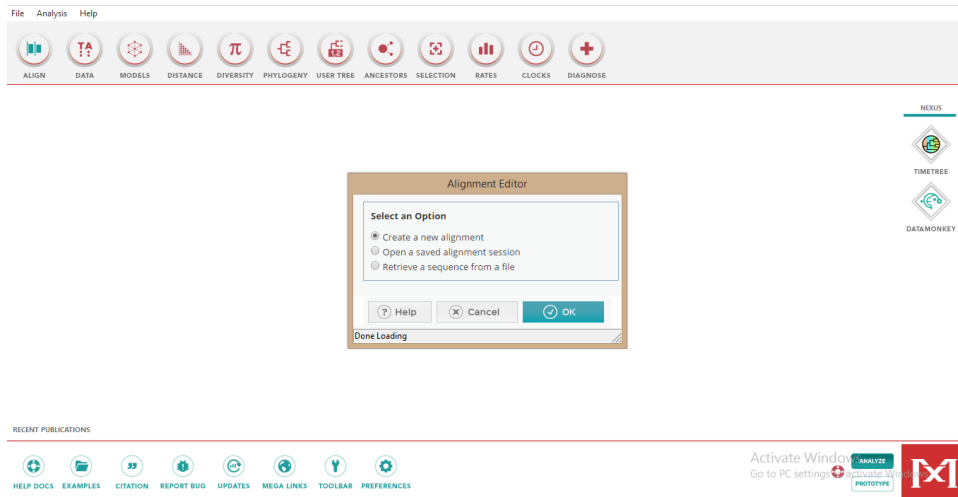 File Analysis Help
TA
π
1.2
ALIGN DATA MODELS DISTANCE DIVERSITY PHYLOGENY USER TREE ANCESTORS SELECTION RATES CLOCKS DIAGNOSE
NEXUS
TIMETREE
DATAMONKEY
Alignment Editor
Select an Option
Create a new alignment
Open a saved alignment session
Retrieve a sequence from a file
? Help
Cancel
OK
Done Loading
RECENT PUBLICATIONS
HELP DOCS EXAMPLES CITATION REPORT BUG UPDATES MEGA LINKS TOOLBAR PREFERENCES
Activate Windows
Go to PC settings to activate Windows
ANALYZE
PROTOTYPE
M